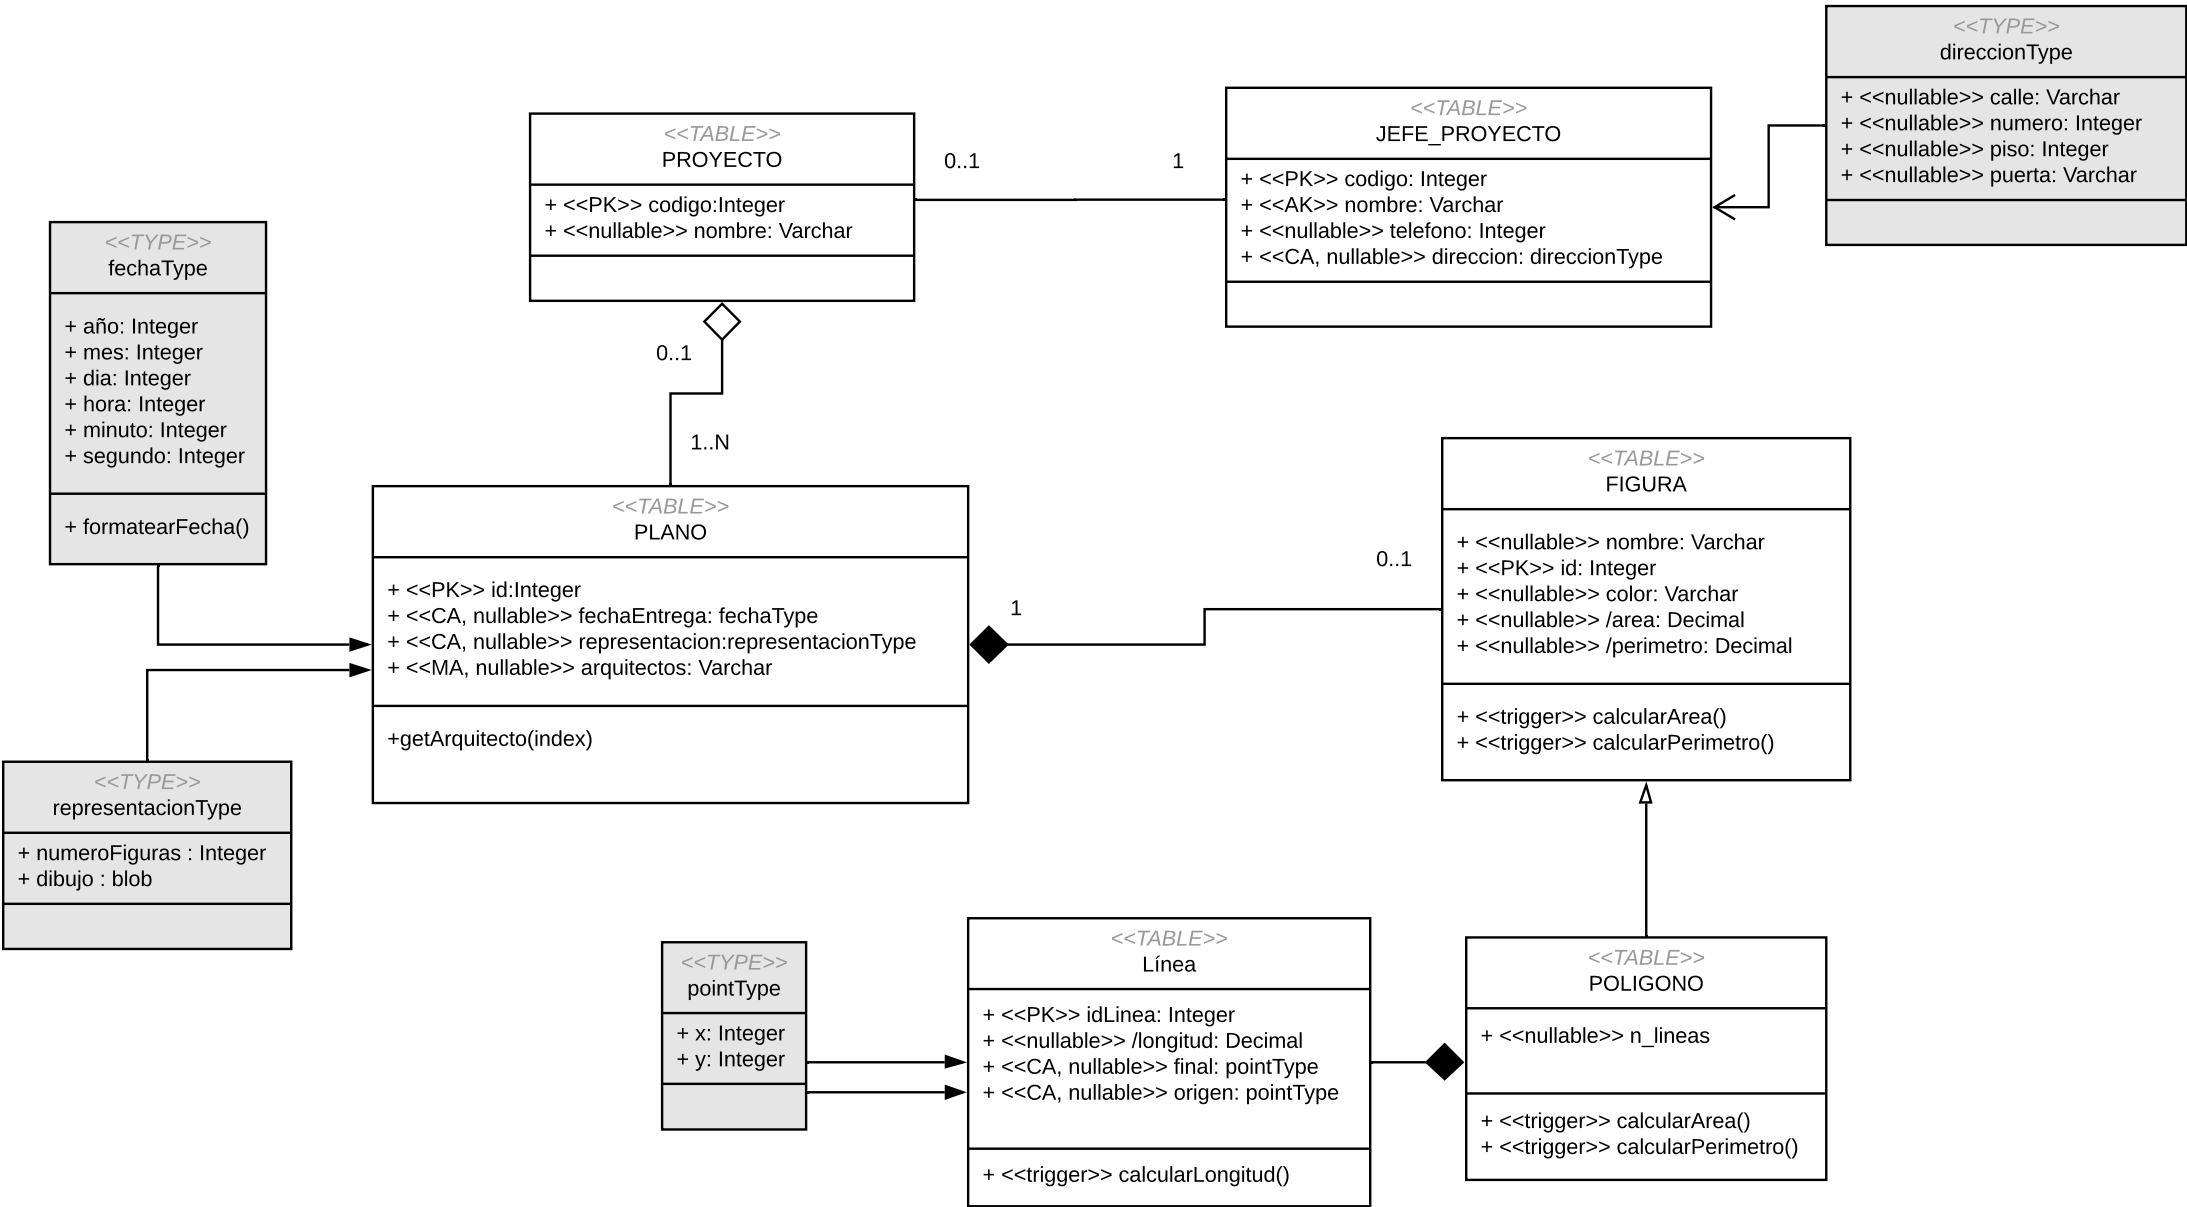 <<TYPE>>
direccionType
+ <<nullable>> calle: Varchar
+ <<nullable>> numero: Integer
+ <<nullable>> piso: Integer
+ <<nullable>> puerta: Varchar
<<TABLE>>
JEFE_PROYECTO
+ <<PK>> codigo: Integer
+ <<AK>> nombre: Varchar
+ <<nullable>> telefono: Integer
+ <<CA, nullable>> direccion: direccionType
<<TABLE>>
PROYECTO
+ <<PK>> codigo:Integer
+ <<nullable>> nombre: Varchar
0..1
1
<<TYPE>>
fechaType
+ año: Integer
+ mes: Integer
+ dia: Integer
+ hora: Integer
+ minuto: Integer
+ segundo: Integer
+ formatearFecha()
0..1
1..N
<<TABLE>>
PLANO
+ <<PK>> id:Integer
+ <<CA, nullable>> fechaEntrega: fechaType
+ <<CA, nullable>> representacion:representacionType
+ <<MA, nullable>> arquitectos: Varchar
+getArquitecto(index)
1
0..1
<<TABLE>>
FIGURA
+ <<nullable>> nombre: Varchar
+ <<PK>> id: Integer
+ <<nullable>> color: Varchar
+ <<nullable>> /area: Decimal
+ <<nullable>> /perimetro: Decimal
+ <<trigger>> calcularArea()
+ <<trigger>> calcularPerimetro()
<<TYPE>>
representacionType
+ numeroFiguras : Integer
+ dibujo : blob
<<TYPE>>
pointType
+ x: Integer
+ y: Integer
<<TABLE>>
Línea
+ <<PK>> idLinea: Integer
+ <<nullable>> /longitud: Decimal
+ <<CA, nullable>> final: pointType
+ <<CA, nullable>> origen: pointType
+ <<trigger>> calcularLongitud()
<<TABLE>>
POLIGONO
+ <<nullable>> n_lineas
+ <<trigger>> calcularArea()
+ <<trigger>> calcularPerimetro()